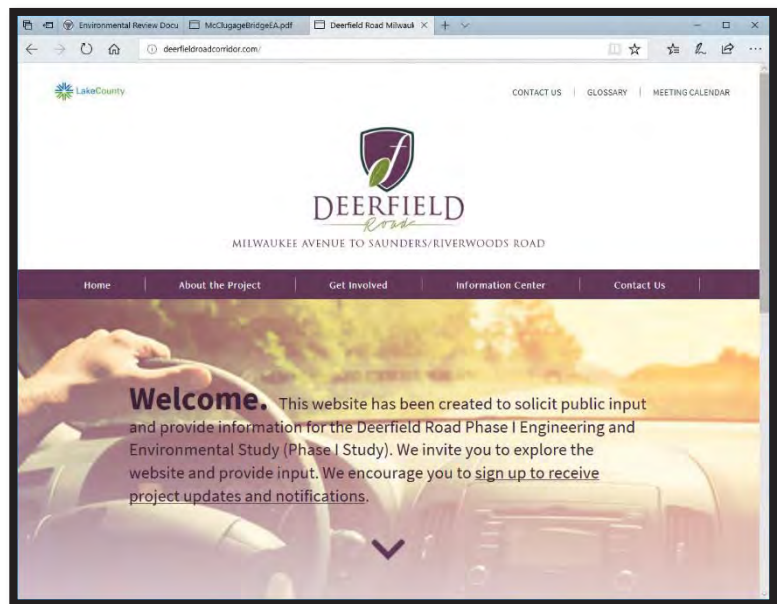 Environmental Review Docu
McClugageBridgeEA.pdf
Deerfield Road Milwauk
deerfieldroadcorridor.com/
LakeCounty
CONTACT US | GLOSSARY | MEETING CALENDAR
DEERFIELD
Road
MILWAUKEE AVENUE TO SAUNDERS/RIVERWOODS ROAD
Home | About the Project | Get Involved | Information Center | Contact Us |
Welcome. This website has been created to solicit public input
and provide information for the Deerfield Road Phase I Engineering and
Environmental Study (Phase I Study). We invite you to explore the
website and provide input. We encourage you to sign up to receive
project updates and notifications.